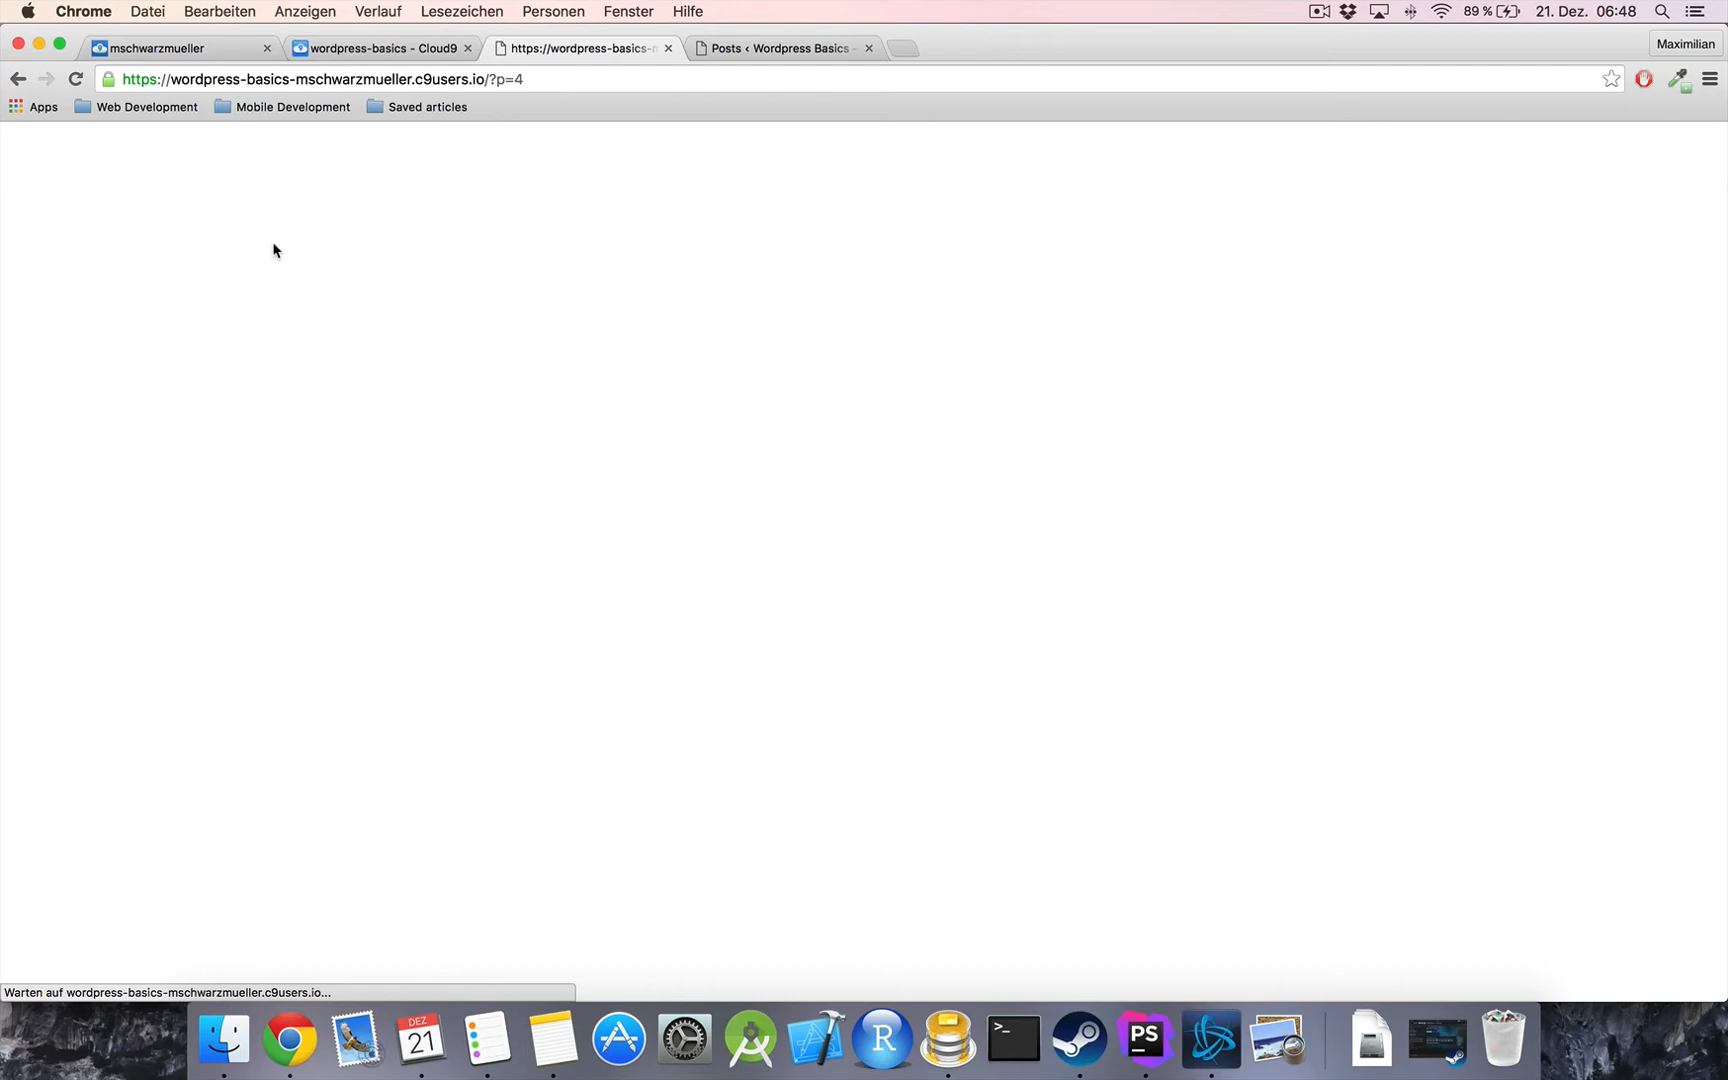 Chrome Datei Bearbeiten Anzeigen Verlauf Lesezeichen Personen Fenster Hilfe 89 % 21. Dez. 06:48
mschwarzmueller wordpress-basics - Cloud9 https://wordpress-basics-m Posts ‹ Wordpress Basics - Maximilian
https://wordpress-basics-mschwarzmueller.c9users.io/?p=4
Apps Web Development Mobile Development Saved articles
Warten auf wordpress-basics-mschwarzmueller.c9users.io...
DEZ
21
R
>_
PS